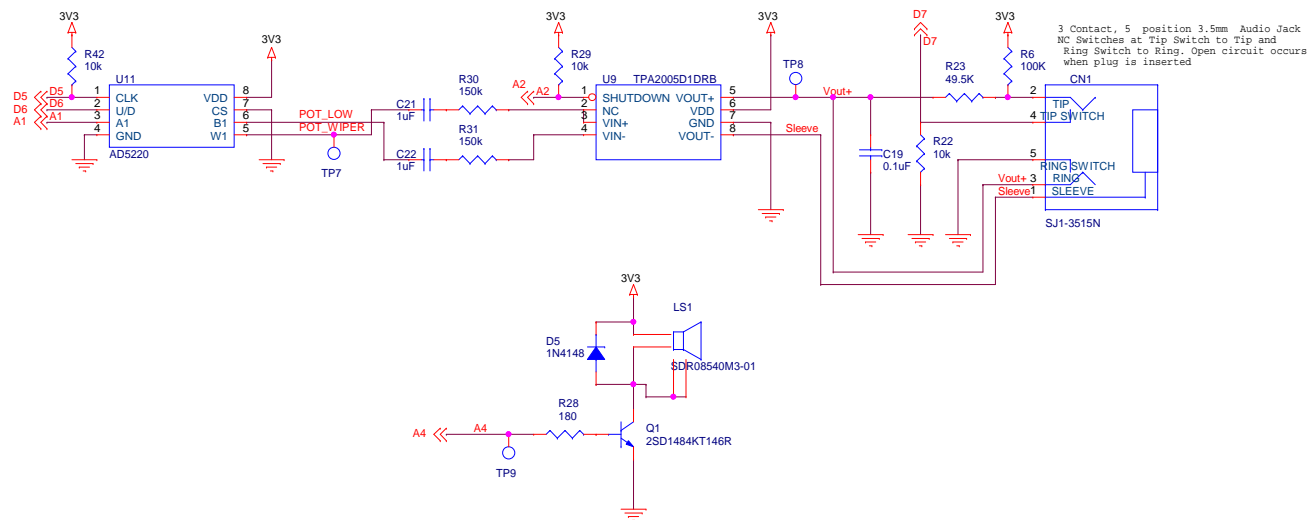 3V3
R42
10k
D5
D5
D6
D6
A1
A1
U11
1
CLK
2
U/D
3
A1
4
GND
VDD
8
CS
7
B1
6
W1
5
AD5220
3V3
POT_LOW
POT_WIPER
TP7
C21
1uF
C22
1uF
R30
150k
R31
150k
3V3
R29
10k
A2
A2
U9
TPA2005D1DRB
1
SHUTDOWN
2
NC
3
VIN+
4
VIN-
VOUT+
5
VDD
6
GND
7
VOUT-
8
3V3
TP8
Vout+
Sleeve
C19
0.1uF
D7
D7
R22
10k
R23
49.5K
3V3
R6
100K
3 Contact, 5 position 3.5mm Audio Jack
NC Switches at Tip Switch to Tip and
Ring Switch to Ring. Open circuit occurs
when plug is inserted
CN1
2
TIP
4
TIP SWITCH
5
RING SWITCH
Vout+
3
RING
Sleeve
1
SLEEVE
SJ1-3515N
3V3
LS1
D5
1N4148
SDR08540M3-01
R28
180
A4
A4
TP9
Q1
2SD1484KT146R